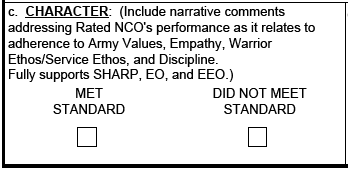 c. CHARACTER: (Include narrative comments
addressing Rated NCO's performance as it relates to
adherence to Army Values, Empathy, Warrior
Ethos/Service Ethos, and Discipline.
Fully supports SHARP, EO, and EEO.)
MET STANDARD
DID NOT MEET STANDARD